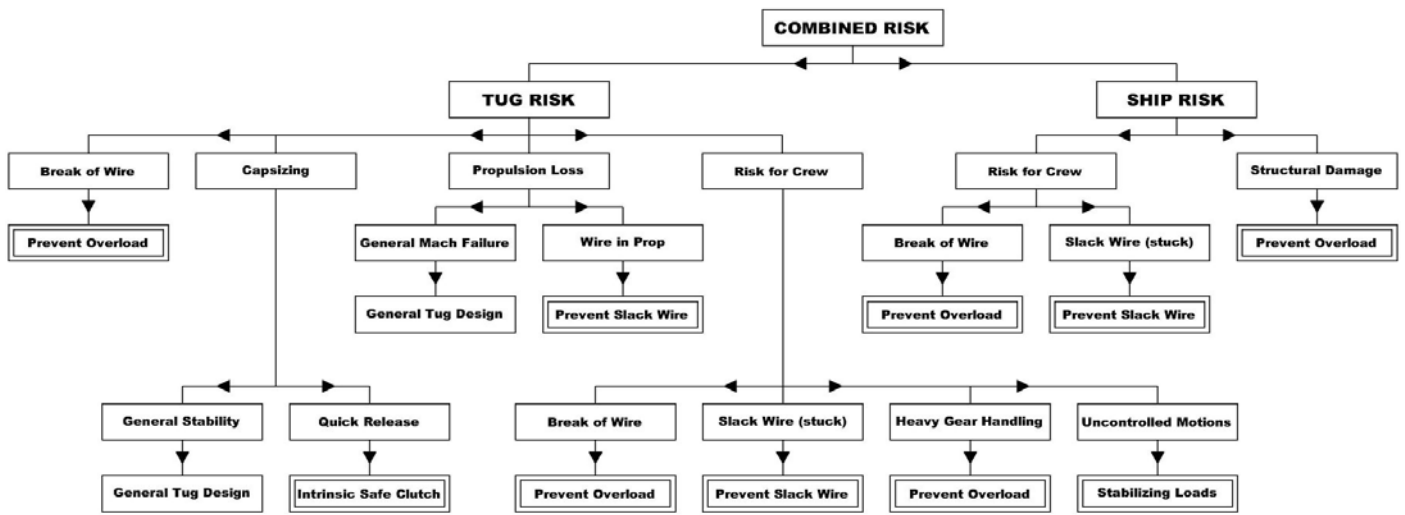 COMBINED RISK
TUG RISK
SHIP RISK
Break of Wire
Capsizing
Propulsion Loss
Risk for Crew
Risk for Crew
Structural Damage
Prevent Overload
General Mach Failure
Wire in Prop
Break of Wire
Slack Wire (stuck)
Prevent Overload
General Tug Design
Prevent Slack Wire
Prevent Overload
Prevent Slack Wire
General Stability
Quick Release
Break of Wire
Slack Wire (stuck)
Heavy Gear Handling
Uncontrolled Motions
General Tug Design
Intrinsic Safe Clutch
Prevent Overload
Prevent Slack Wire
Prevent Overload
Stabilizing Loads